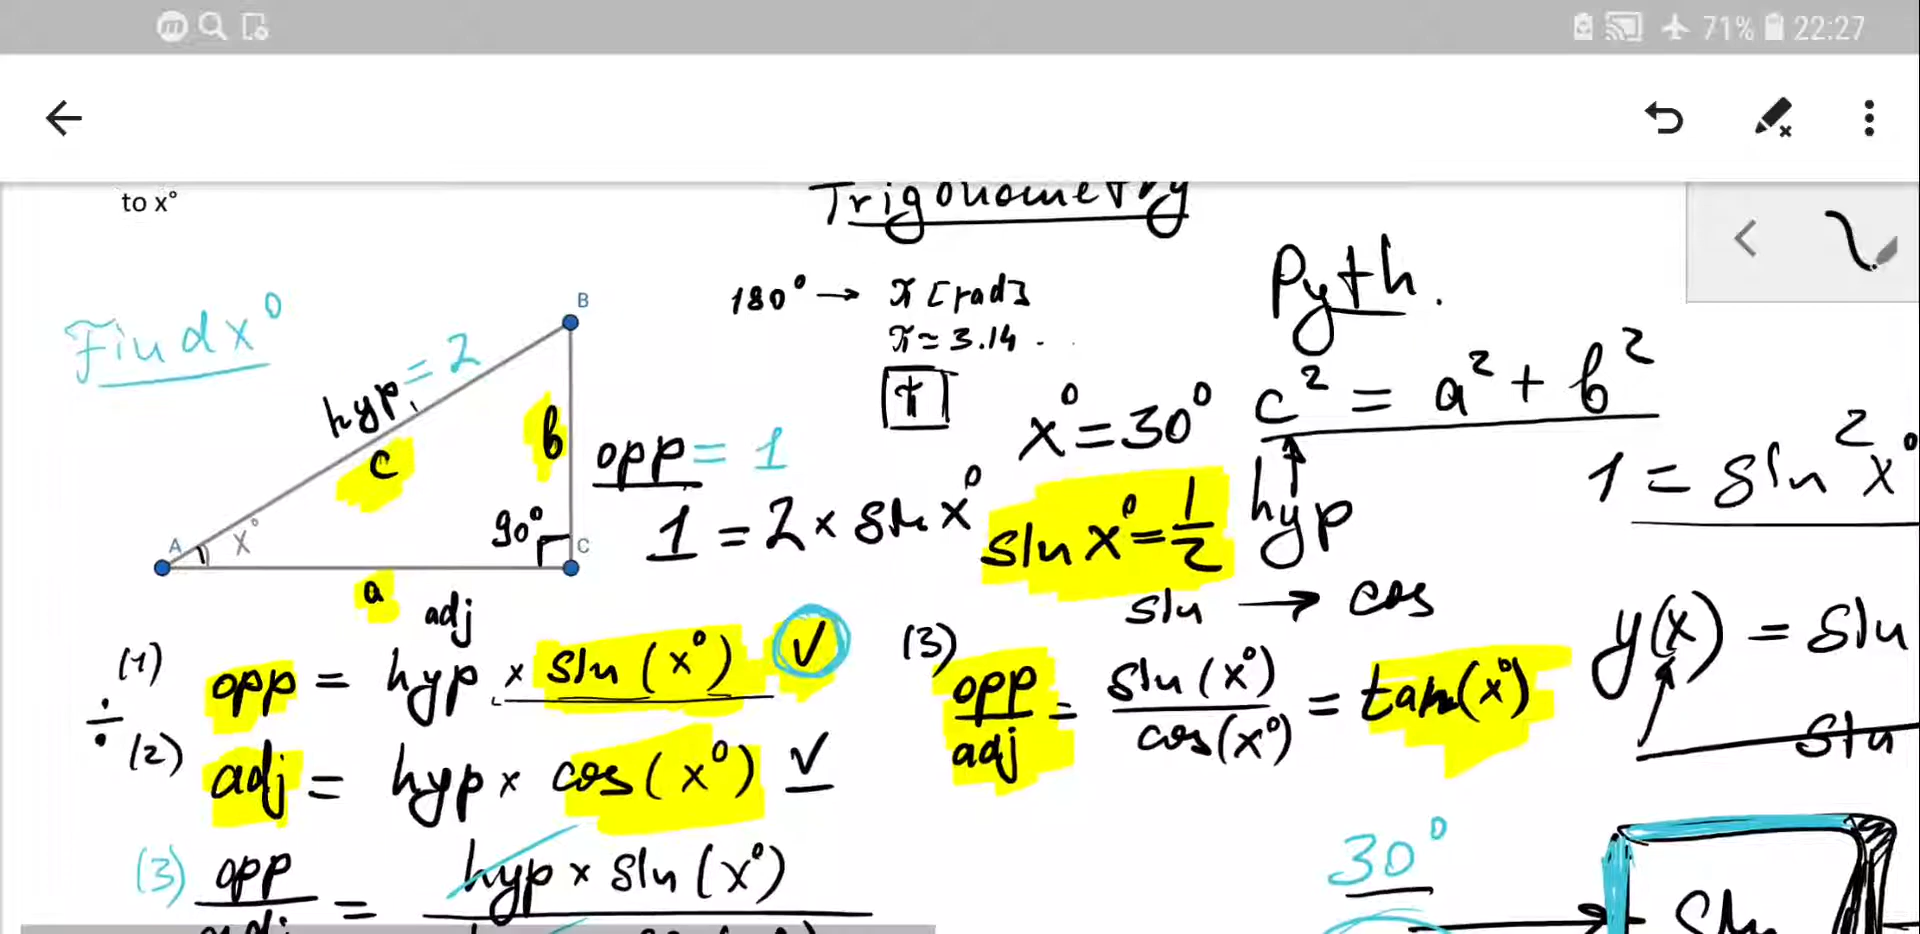 71% 22:27
to x°
Trigonometry
Find x°
hyp. = 2
c
B
b
opp = 1
A
x°
90°
C
a
adj
180° → π [rad]
π ≈ 3.14
x° = 30°
1 = 2 × sin x°
sin x° = 1/2
Pyth.
c² = a² + b²
hyp
1 = sin² x°
sin → cos
(1) opp = hyp × sin (x°) ✓
÷
(2) adj = hyp × cos (x°) ✓
(3) opp/adj = sin (x°)/cos (x°) = tan (x°)
y(x) = sin
sin
(3) opp/adj = hyp × sin (x°)
30°
sin